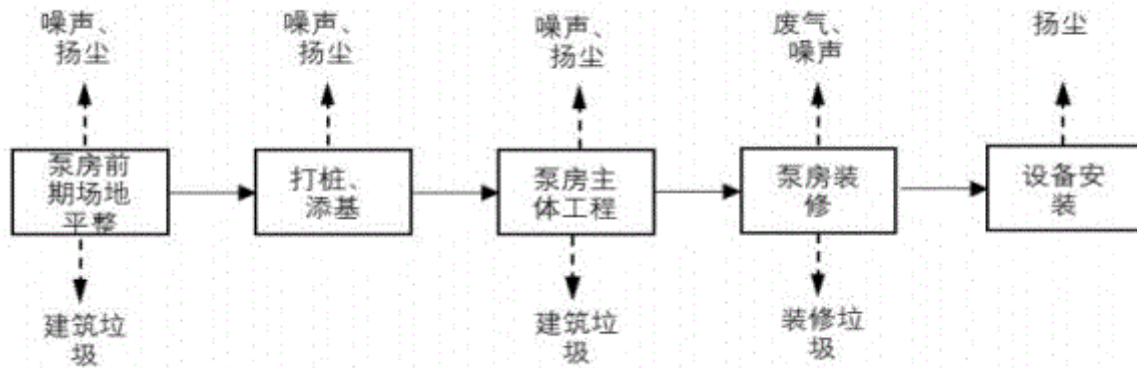 噪声、
扬尘
噪声、
扬尘
噪声、
扬尘
废气、
噪声
扬尘
泵房前
期场地
平整
打桩、
添基
泵房主
体工程
泵房装
修
设备安
装
建筑垃
圾
建筑垃
圾
装修垃
圾